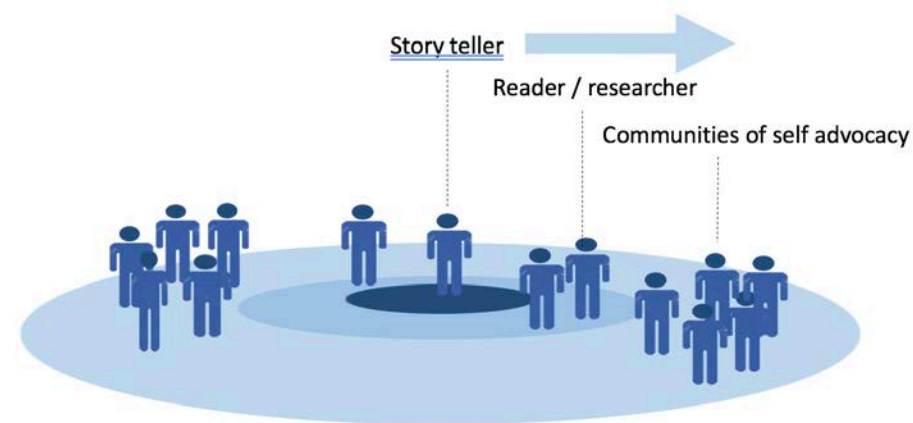 Story teller
Reader / researcher
Communities of self advocacy